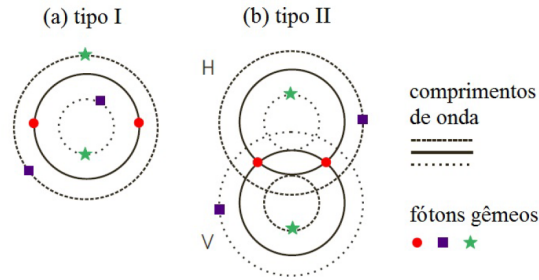 (a) tipo I
(b) tipo II
H
V
comprimentos
de onda
fótons gêmeos